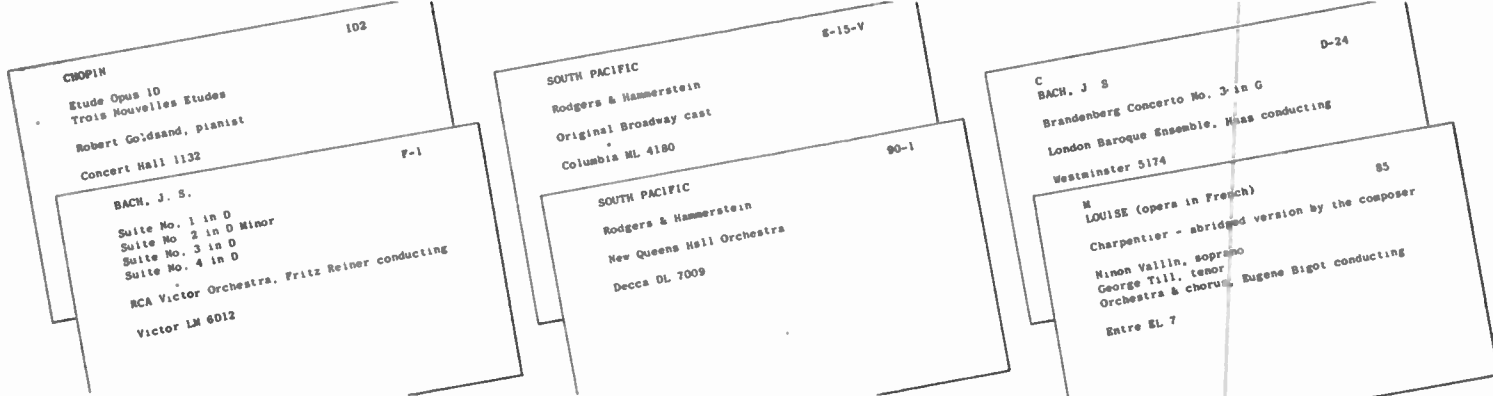 102
CHOPIN
Etude Opus 10
Trois Nouvelles Etudes
Robert Goldsand, pianist
Concert Hall 1132
F-1
BACH, J. S.
Suite No. 1 in D
Suite No 2 in D Minor
Suite No. 3 in D
Suite No. 4 in D
RCA Victor Orchestra, Fritz Reiner conducting
Victor LM 6012
E-15-V
SOUTH PACIFIC
Rodgers & Hammerstein
Original Broadway cast
Columbia ML 4180
90-1
SOUTH PACIFIC
Rodgers & Hammerstein
New Queens Hall Orchestra
Decca DL 7009
D-24
C
BACH, J S
Brandenberg Concerto No. 3 in G
London Baroque Ensemble, Haas conducting
Westminster 5174
85
M
LOUISE (opera in French)
Charpentier - abridged version by the composer
Ninon Vallin, soprano
George Till, tenor
Orchestra & chorus, Eugene Bigot conducting
Entre EL 7